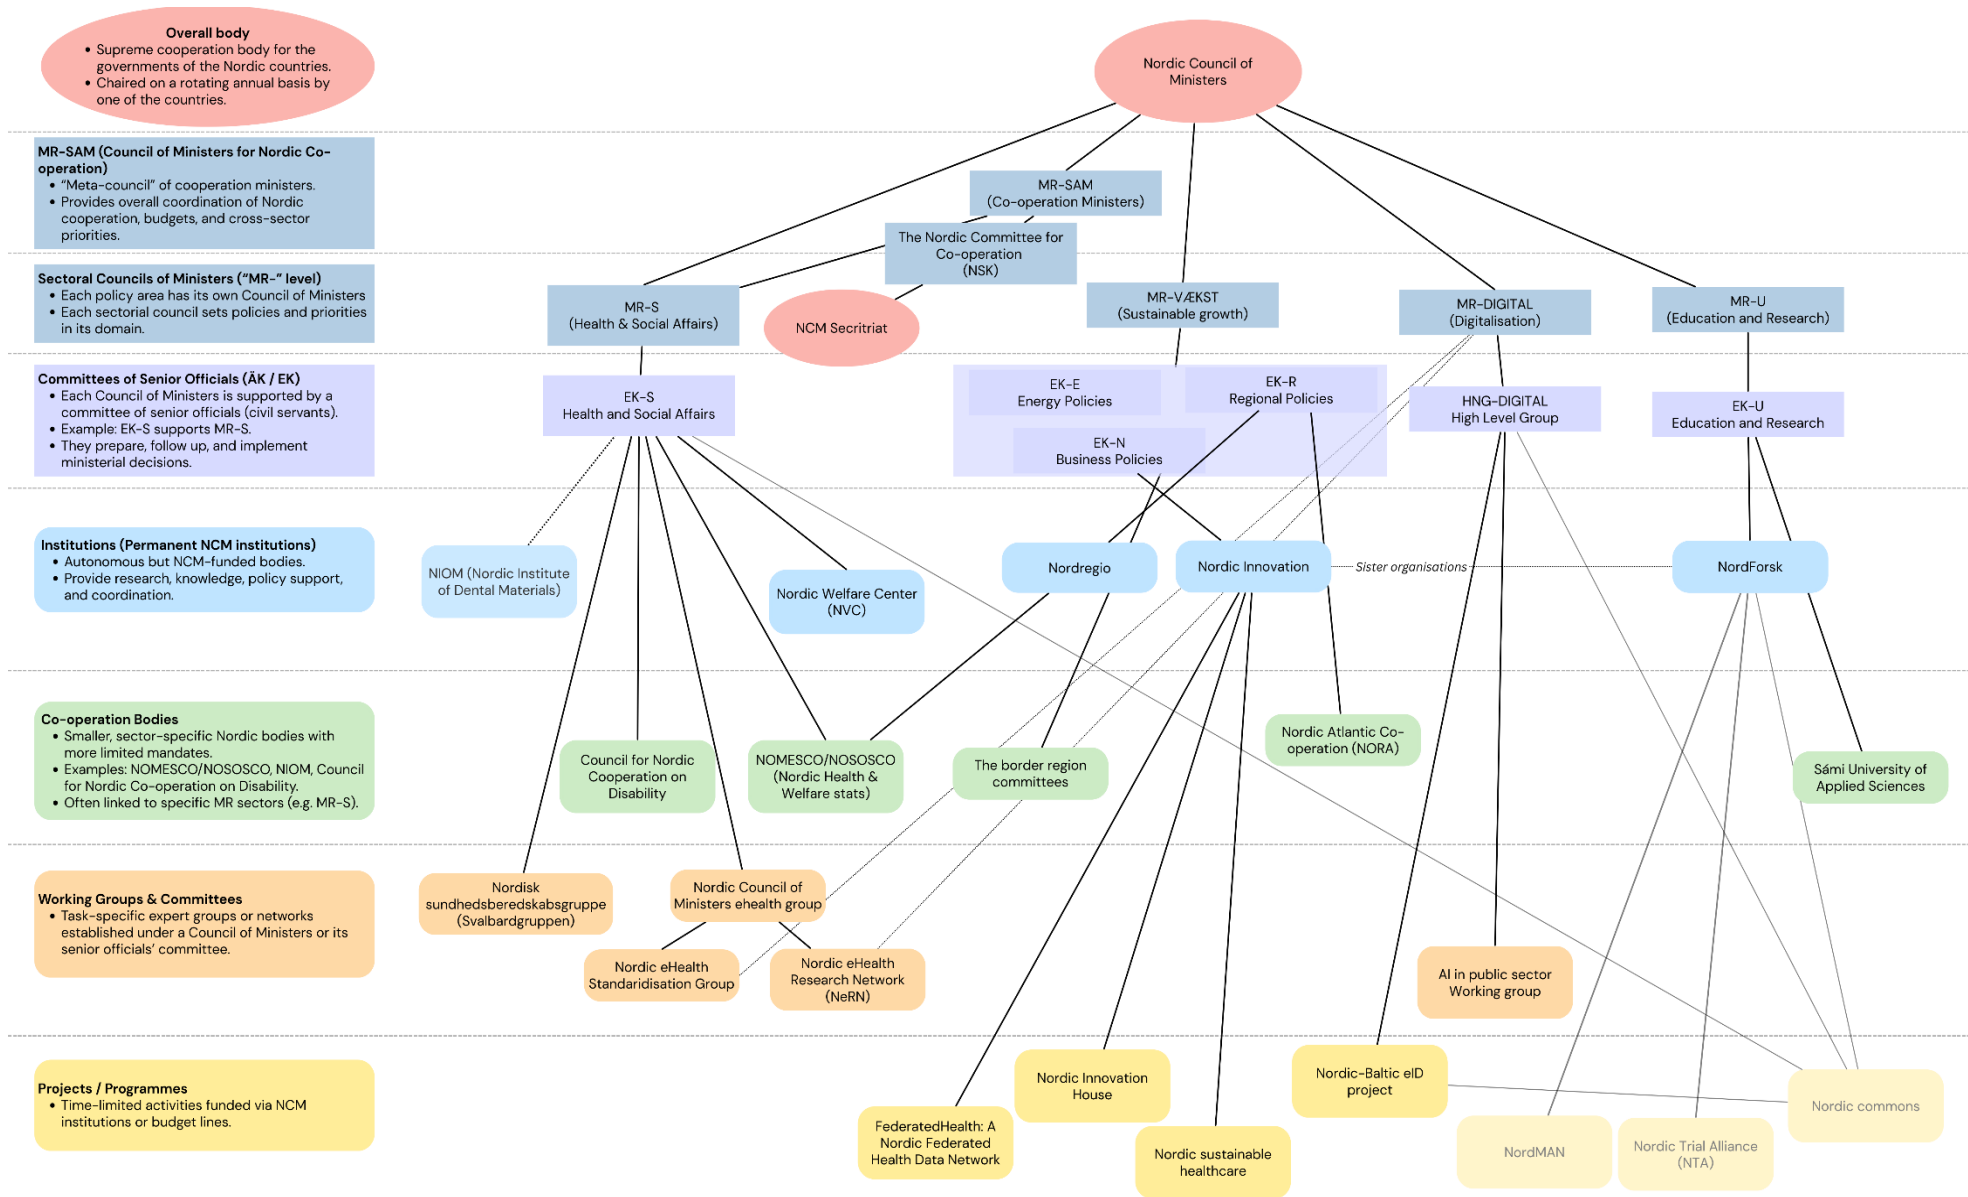 Overall body
• Supreme cooperation body for the
governments of the Nordic countries.
• Chaired on a rotating annual basis by
one of the countries.
Nordic Council of
Ministers
MR-SAM (Council of Ministers for Nordic Co-
operation)
• “Meta-council” of cooperation ministers.
• Provides overall coordination of Nordic
cooperation, budgets, and cross-sector
priorities.
MR-SAM
(Co-operation Ministers)
The Nordic Committee for
Co-operation
(NSK)
Sectoral Councils of Ministers (“MR-” level)
• Each policy area has its own Council of Ministers
• Each sectorial council sets policies and priorities
in its domain.
MR-S
(Health & Social Affairs)
NCM Secritriat
MR-VÆKST
(Sustainable growth)
MR-DIGITAL
(Digitalisation)
MR-U
(Education and Research)
Committees of Senior Officials (ÄK / EK)
• Each Council of Ministers is supported by a
committee of senior officials (civil servants).
• Example: EK-S supports MR-S.
• They prepare, follow up, and implement
ministerial decisions.
EK-S
Health and Social Affairs
EK-E
Energy Policies
EK-R
Regional Policies
EK-N
Business Policies
HNG-DIGITAL
High Level Group
EK-U
Education and Research
Institutions (Permanent NCM institutions)
• Autonomous but NCM-funded bodies.
• Provide research, knowledge, policy support,
and coordination.
NIOM (Nordic Institute
of Dental Materials)
Nordic Welfare Center
(NVC)
Nordregio
Nordic Innovation
Sister organisations
NordForsk
Co-operation Bodies
• Smaller, sector-specific Nordic bodies with
more limited mandates.
• Examples: NOMESCO/NOSOSCO, NIOM, Council
for Nordic Co-operation on Disability.
• Often linked to specific MR sectors (e.g. MR-S).
Council for Nordic
Cooperation on
Disability
NOMESCO/NOSOSCO
(Nordic Health &
Welfare stats)
The border region
committees
Nordic Atlantic Co-
operation (NORA)
Sámi University of
Applied Sciences
Working Groups & Committees
• Task-specific expert groups or networks
established under a Council of Ministers or its
senior officials’ committee.
Nordisk
sundhedsberedskabsgruppe
(Svalbardgruppen)
Nordic Council of
Ministers ehealth group
Nordic eHealth
Standaridisation Group
Nordic eHealth
Research Network
(NeRN)
AI in public sector
Working group
Projects / Programmes
• Time-limited activities funded via NCM
institutions or budget lines.
FederatedHealth: A
Nordic Federated
Health Data Network
Nordic Innovation
House
Nordic sustainable
healthcare
Nordic-Baltic eID
project
NordMAN
Nordic Trial Alliance
(NTA)
Nordic commons